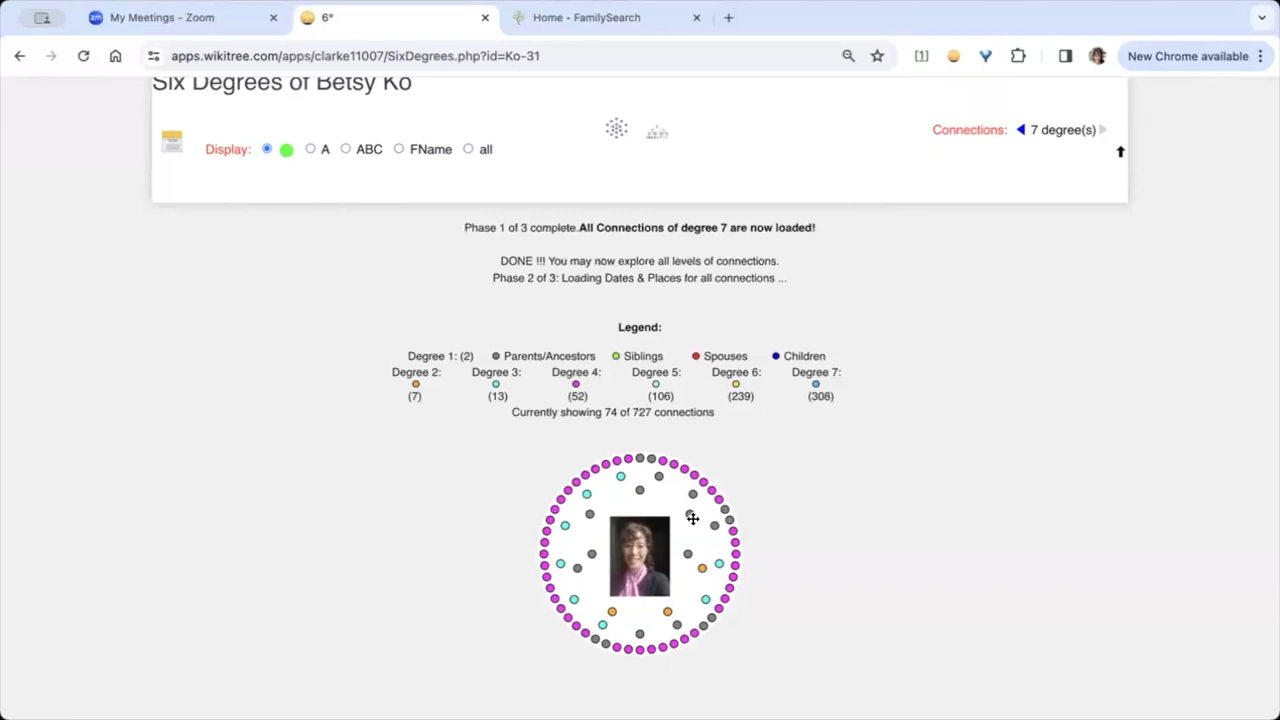 My Meetings - Zoom
6°
Home • FamilySearch
apps.wikitree.com/apps/clarke11007/SixDegrees.php?id=Ko-31
[1]
New Chrome available
Six Degrees of Betsy Ko
Connections: 7 degree(s)
Display: A ABC FName all
Phase 1 of 3 complete.All Connections of degree 7 are now loaded!
DONE !!! You may now explore all levels of connections.
Phase 2 of 3: Loading Dates & Places for all connections ...
Legend:
Degree 1: (2) Parents/Ancestors Siblings Spouses Children
Degree 2: Degree 3: Degree 4: Degree 5: Degree 6: Degree 7:
(7) (13) (52) (106) (239) (308)
Currently showing 74 of 727 connections